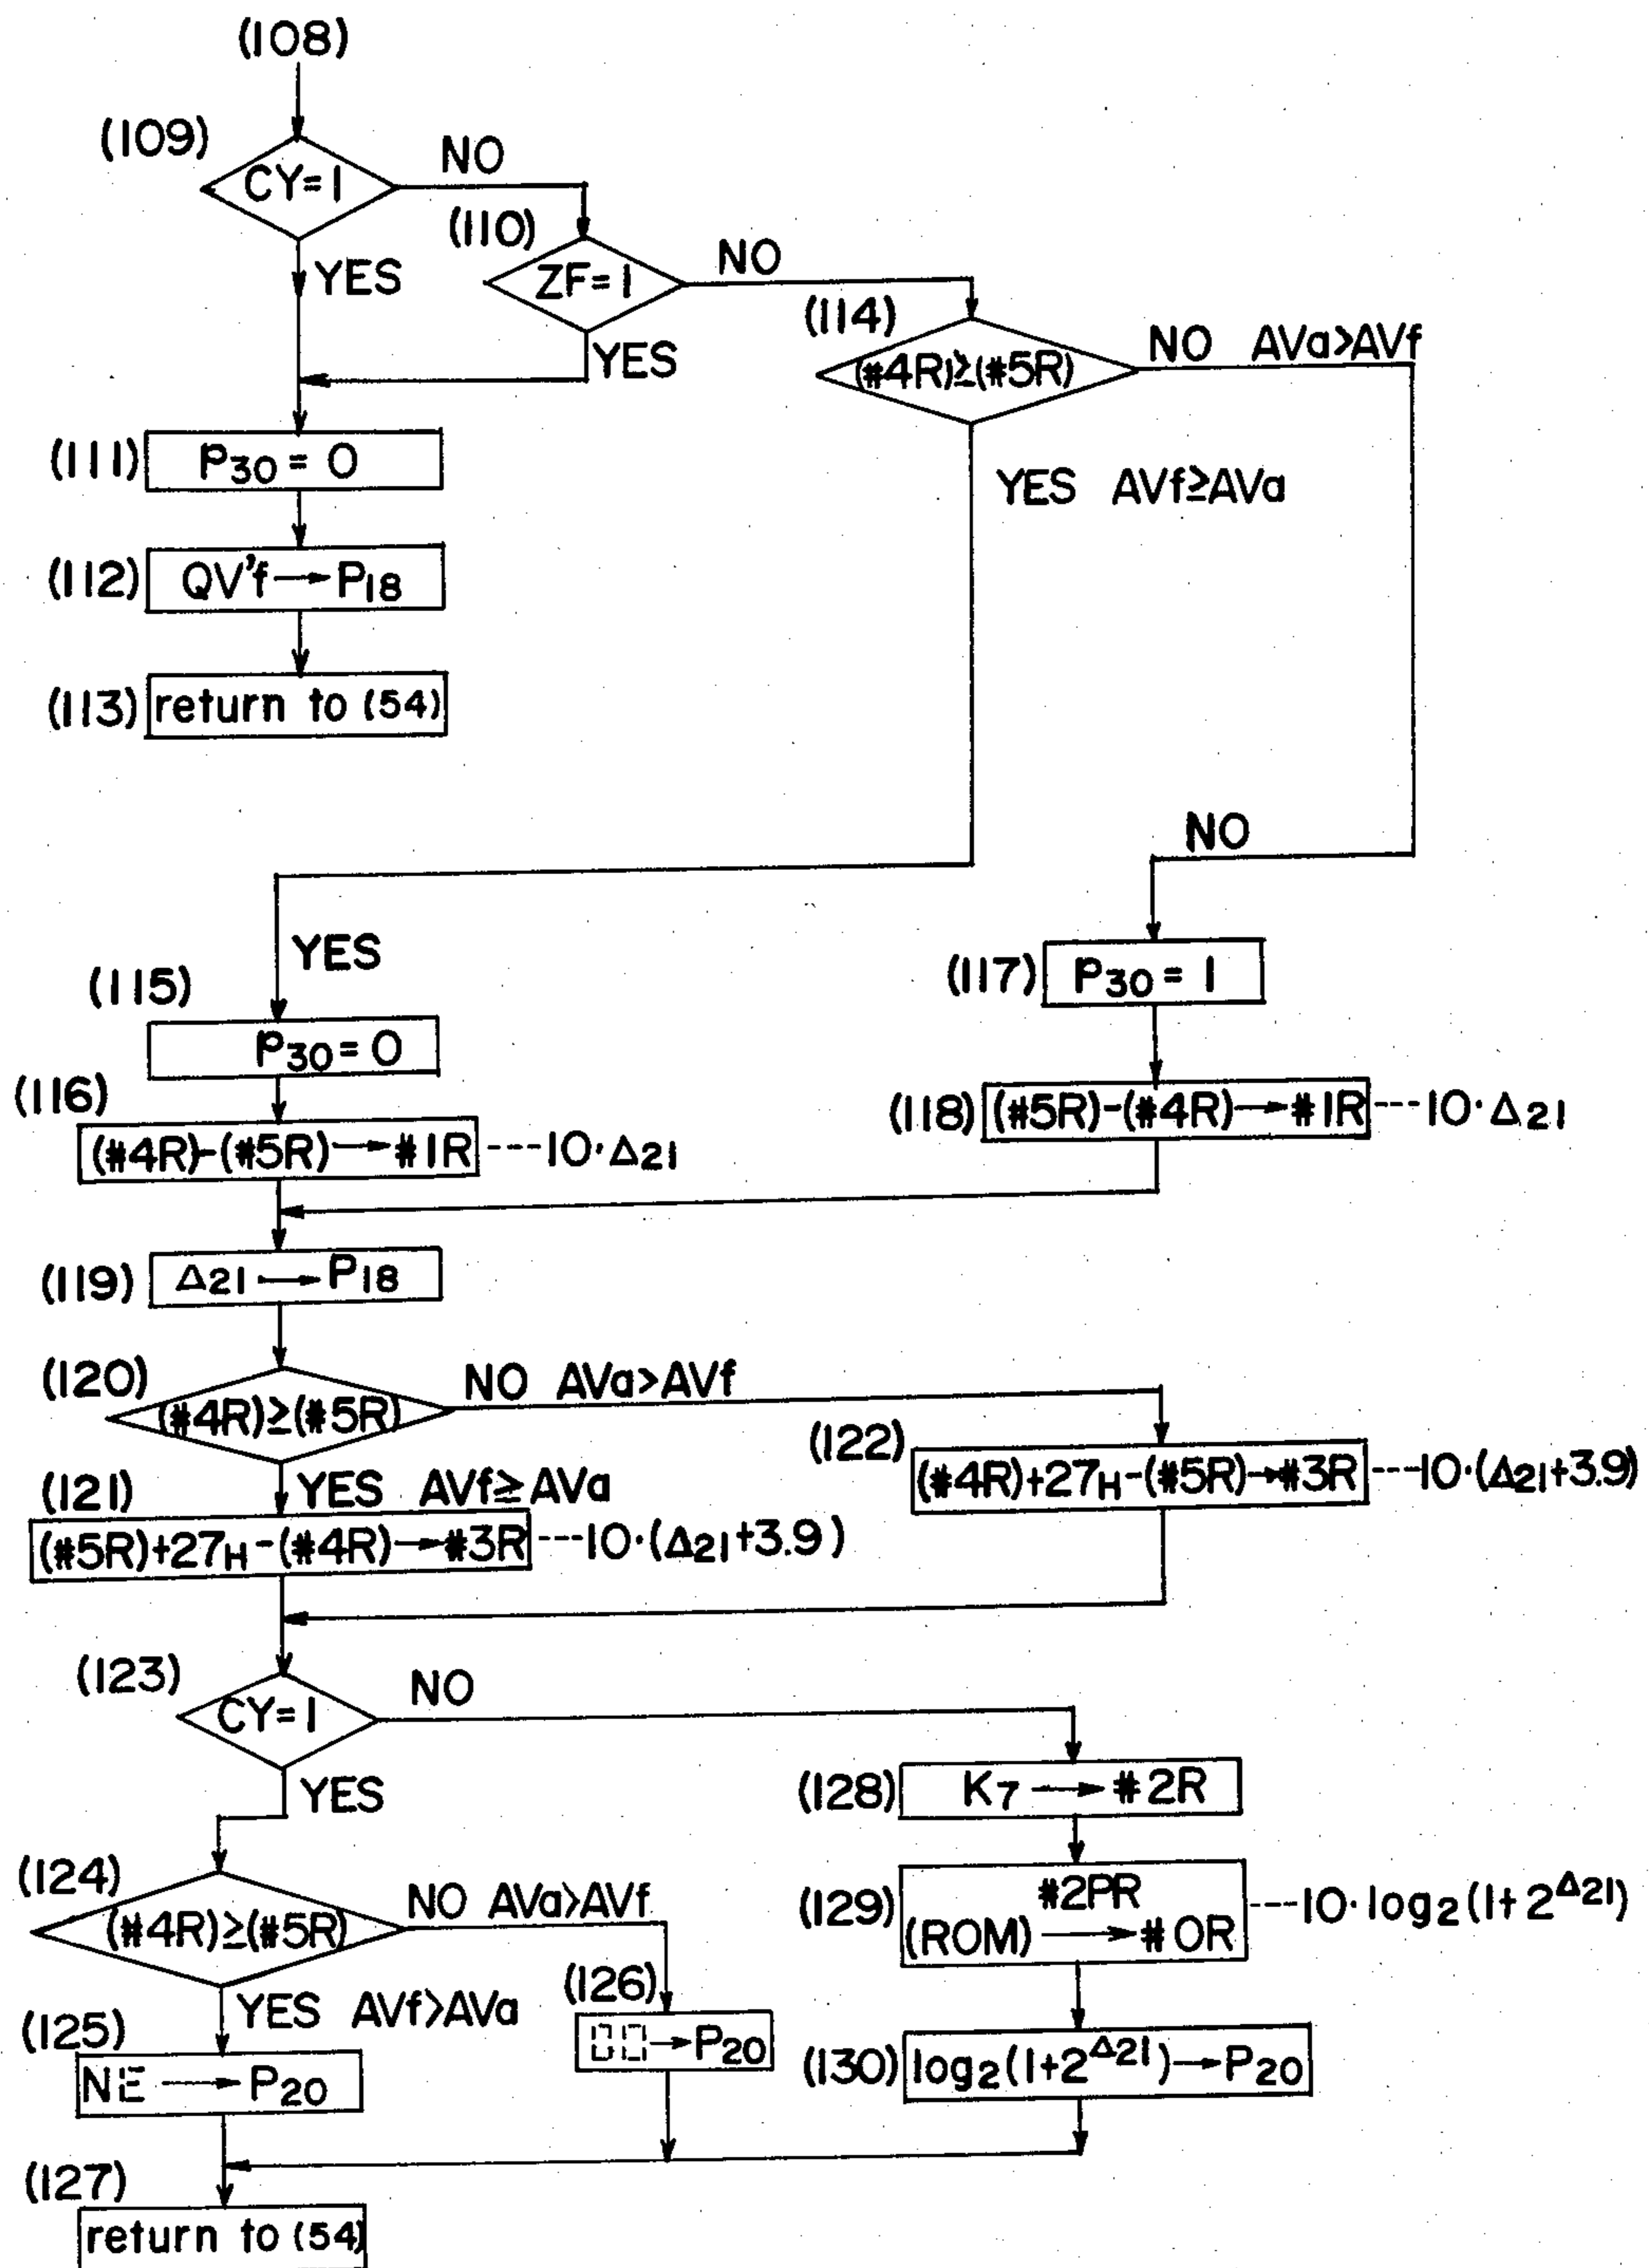 (108)
(109)
CY=1
NO
YES
(110)
ZF=1
NO
YES
(114)
(#4R)≥(#5R)
NO AVa>AVf
YES AVf≥AVa
(111)
P30 = 0
(112)
QV'f→P18
(113)
return to (54)
NO
YES
(115)
P30=0
(116)
(#4R)-(#5R)→#1R
---10·Δ21
(117)
P30 = 1
(118)
(#5R)-(#4R)→#1R
---10·Δ21
(119)
Δ21→P18
(120)
(#4R)≥(#5R)
NO AVa>AVf
YES AVf≥AVa
(121)
(#5R)+27H-(#4R)→#3R
---10·(Δ21+3.9)
(122)
(#4R)+27H-(#5R)→#3R
---10·(Δ21+3.9)
(123)
CY=1
NO
YES
(124)
(#4R)≥(#5R)
NO AVa>AVf
YES AVf>AVa
(125)
NE→P20
(126)
→P20
(127)
return to (54)
(128)
K7→#2R
(129)
#2PR
(ROM)→#0R
---10·log2(1+2^Δ21)
(130)
log2(1+2^Δ21)→P20